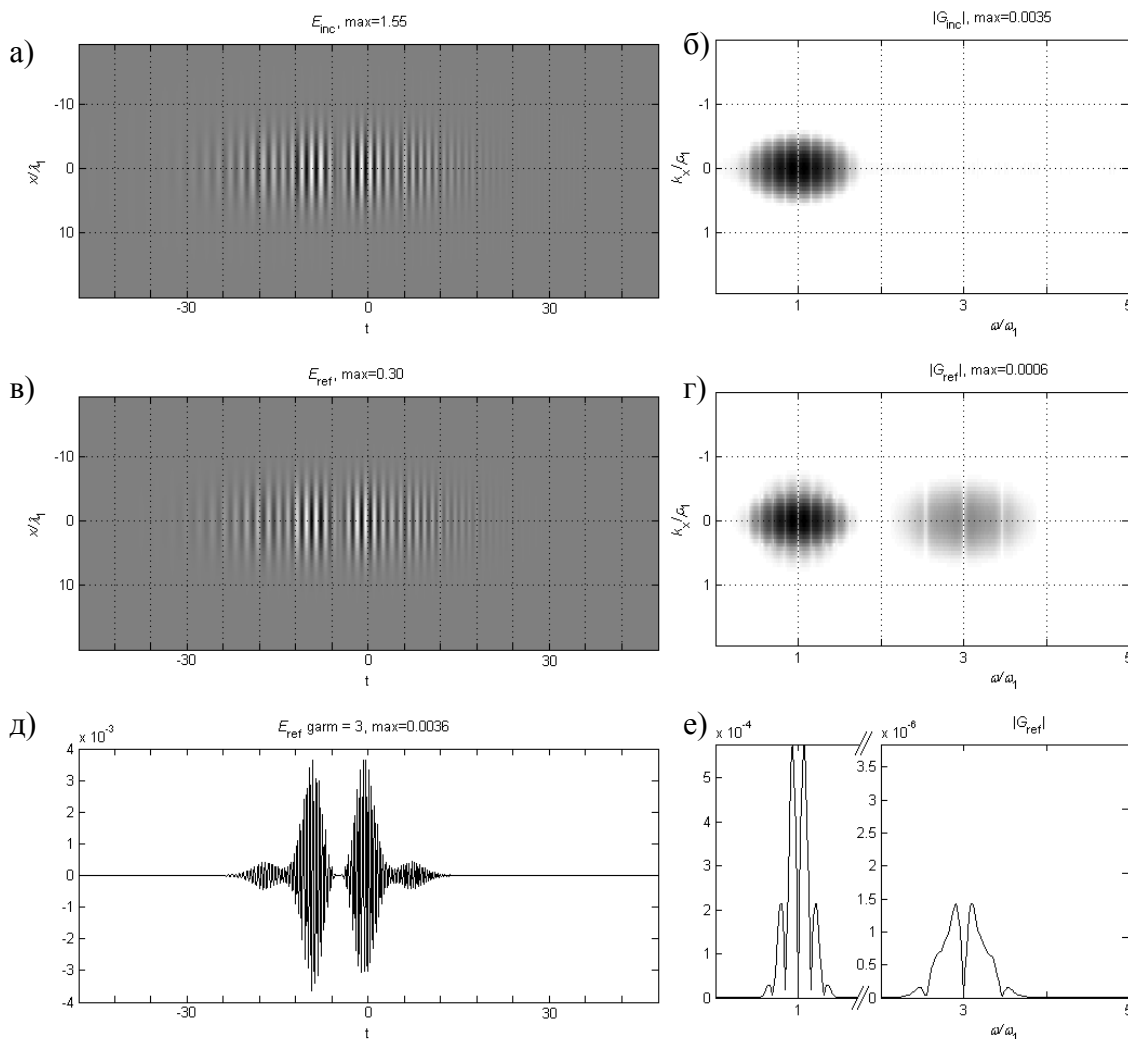 а)
E_inc, max=1.55
-10
0
10
x/λ₁
-30
0
30
t
б)
|G_inc|, max=0.0035
-1
0
1
k_x/ρ₁
1
3
5
ω/ω₁
в)
E_ref, max=0.30
-10
0
10
x/λ₁
-30
0
30
t
г)
|G_ref|, max=0.0006
-1
0
1
k_x/ρ₁
1
3
5
ω/ω₁
д)
x 10⁻³
E_ref garm = 3, max=0.0036
4
3
2
1
0
-1
-2
-3
-4
-30
0
30
t
е)
x 10⁻⁴
5
4
3
2
1
0
1
x 10⁻⁶
|G_ref|
3.5
3
2.5
2
1.5
1
0.5
0
3
5
ω/ω₁